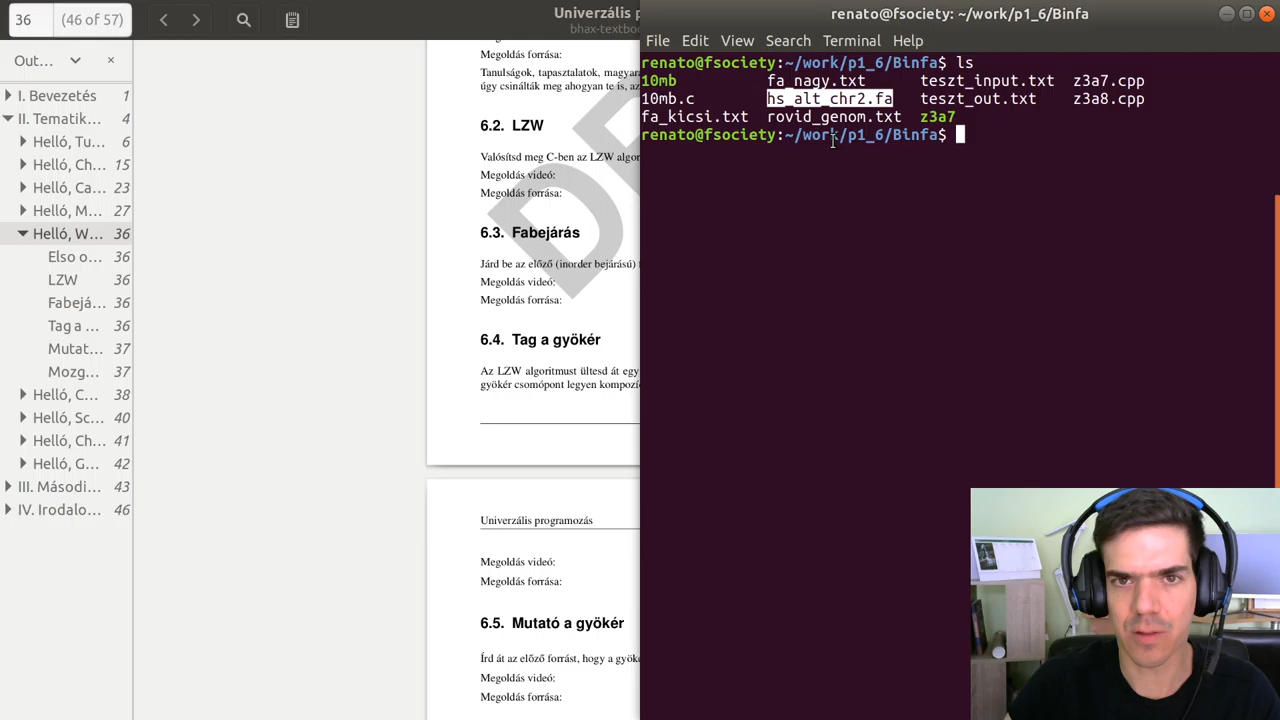 36 (46 of 57)
Univerzális p
bhax-textboo
Out...
I. Bevezetés 1
II. Tematik... 4
Helló, Tu... 6
Helló, Ch... 15
Helló, Ca... 23
Helló, M... 27
Helló, W... 36
Elso o... 36
LZW 36
Fabejá... 36
Tag a ... 36
Mutat... 37
Mozg... 37
Helló, C... 38
Helló, Sc... 40
Helló, Ch... 41
Helló, G... 42
III. Másodi... 43
IV. Irodalo... 46
Megoldás forrása:
Tanulságok, tapasztalatok, magyara
úgy csinálták meg ahogyan te is, az
6.2. LZW
Valósítsd meg C-ben az LZW algor
Megoldás videó:
Megoldás forrása:
6.3. Fabejárás
Járd be az előző (inorder bejárású) f
Megoldás videó:
Megoldás forrása:
6.4. Tag a gyökér
Az LZW algoritmust ültesd át egy
gyökér csomópont legyen kompozíc
Univerzális programozás
Megoldás videó:
Megoldás forrása:
6.5. Mutató a gyökér
Írd át az előző forrást, hogy a gyöké
Megoldás videó:
Megoldás forrása:
renato@fsociety: ~/work/p1_6/Binfa
File Edit View Search Terminal Help
renato@fsociety:~/work/p1_6/Binfa$ ls
10mb fa_nagy.txt teszt_input.txt z3a7.cpp
10mb.c hs_alt_chr2.fa teszt_out.txt z3a8.cpp
fa_kicsi.txt rovid_genom.txt z3a7
renato@fsociety:~/work/p1_6/Binfa$